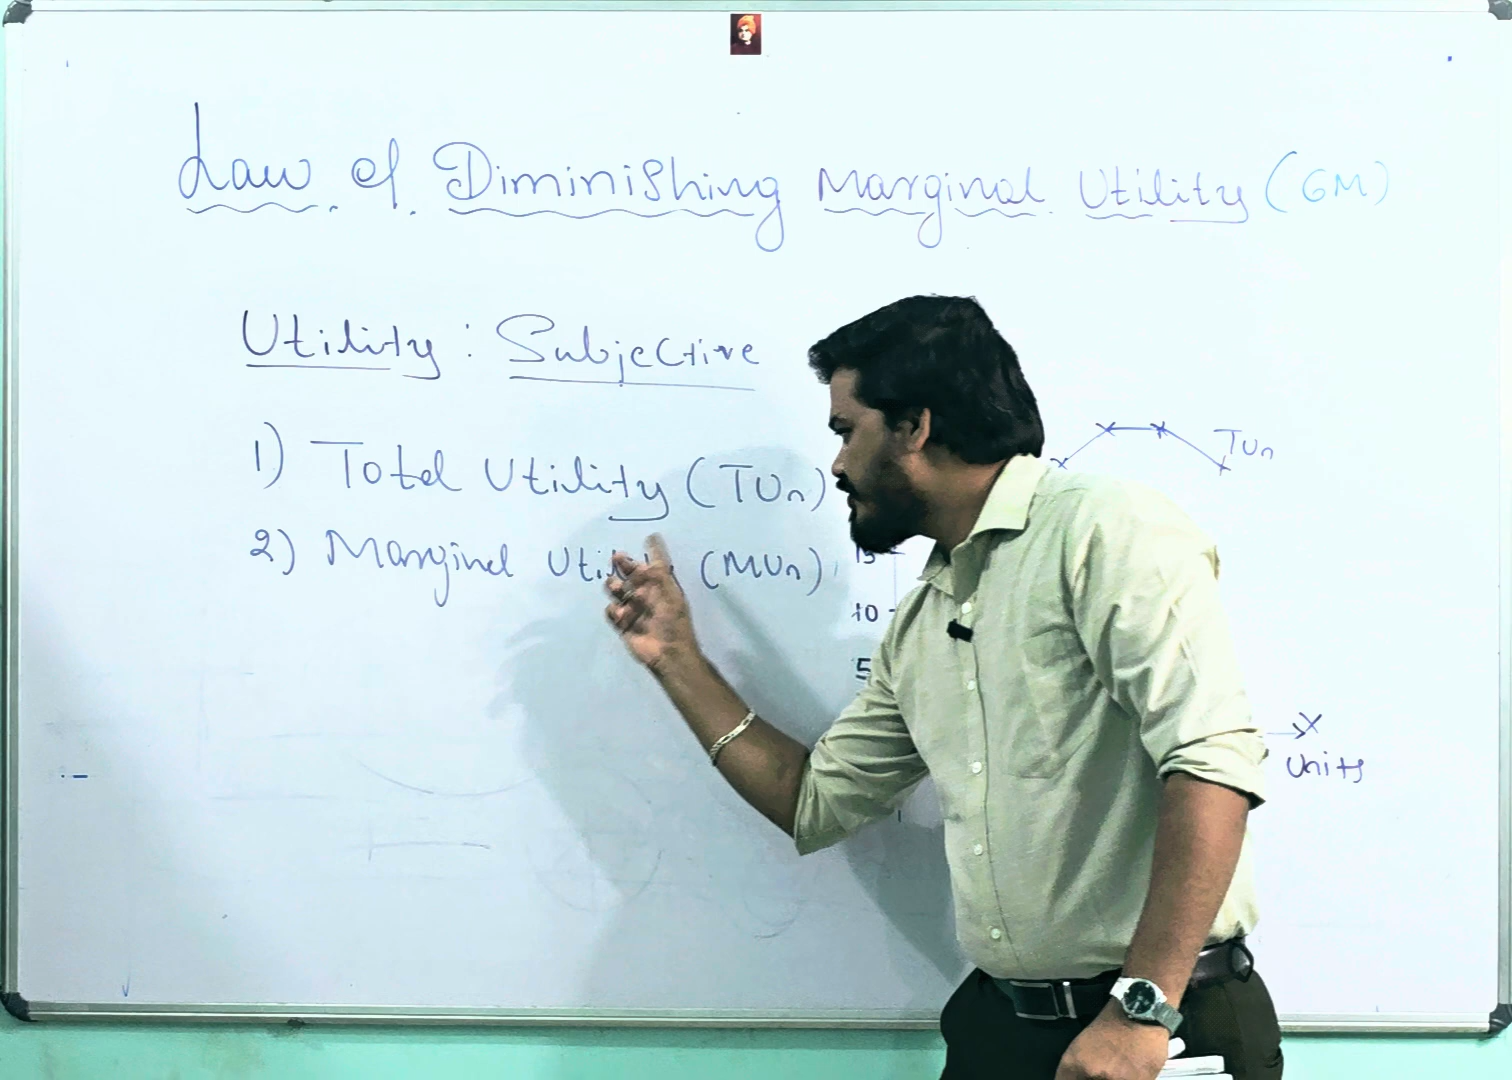 Law of Diminishing Marginal Utility (6M)
Utility : Subjective
1) Total Utility (TUn)
2) Marginal Utility (MUn)
TUn
15
10
5
X
Units